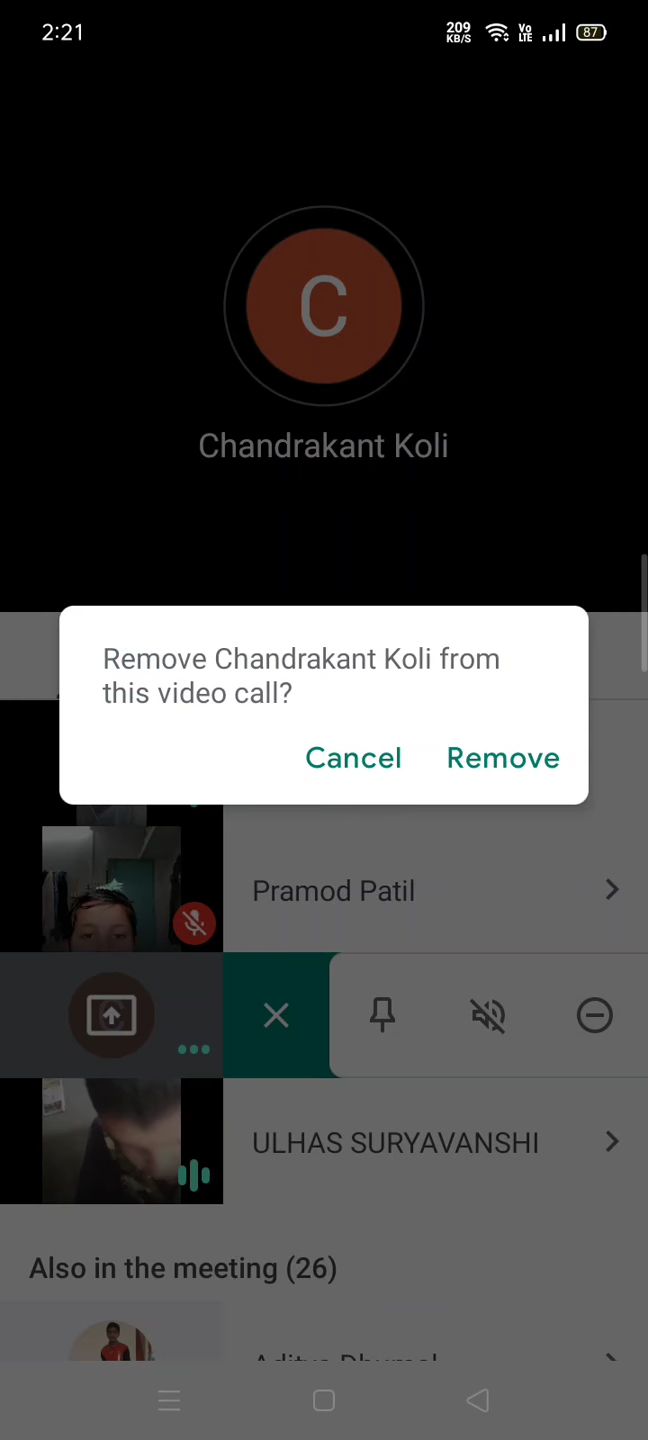 2:21
209
KB/S
Vo
LTE
87
C
Chandrakant Koli
Remove Chandrakant Koli from
this video call?
Cancel Remove
Pramod Patil
ULHAS SURYAVANSHI
Also in the meeting (26)